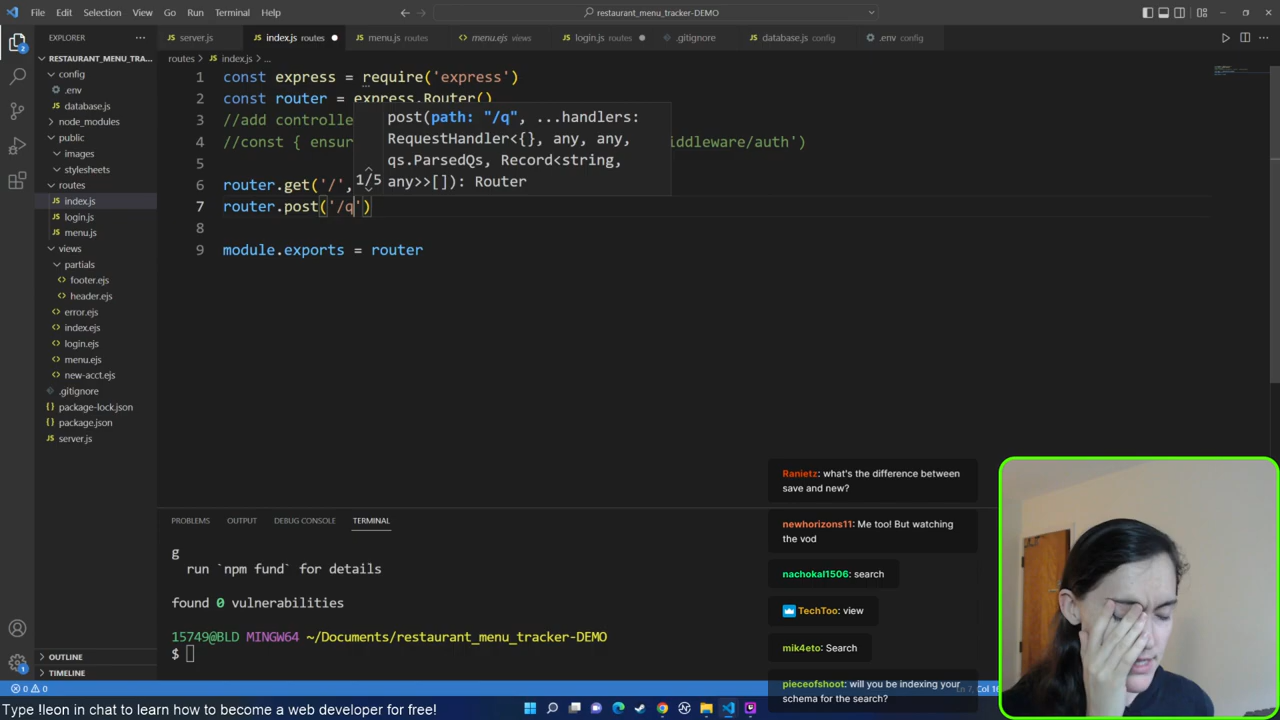 File Edit Selection View Go Run Terminal Help
restaurant_menu_tracker-DEMO
EXPLORER
server.js
index.js routes
menu.js routes
menu.ejs views
login.js routes
.gitignore
database.js config
.env config
routes > index.js > ...
RESTAURANT_MENU_TRA...
config
.env
database.js
node_modules
public
images
stylesheets
routes
index.js
login.js
menu.js
views
partials
footer.ejs
header.ejs
error.ejs
index.ejs
login.ejs
menu.ejs
new-acct.ejs
.gitignore
package-lock.json
package.json
server.js
OUTLINE
TIMELINE
1 const express = require('express')
2 const router = express.Router()
3 //add controlle
4 //const { ensur
ddleware/auth')
5
6 router.get('/',
7 router.post('/q')
8
9 module.exports = router
1/5
post(path: "/q", ...handlers:
RequestHandler<{}, any, any,
qs.ParsedQs, Record<string,
any>>[]): Router
PROBLEMS OUTPUT DEBUG CONSOLE TERMINAL
g
run `npm fund` for details
found 0 vulnerabilities
15749@BLD MINGW64 ~/Documents/restaurant_menu_tracker-DEMO
$
Ranietz: what's the difference between
save and new?
newhorizons11: Me too! But watching
the vod
nachokal1506: search
TechToo: view
mik4eto: Search
pieceofshoot: will you be indexing your
schema for the search?
0 0
Ln 7, Col 16
Type !leon in chat to learn how to become a web developer for free!